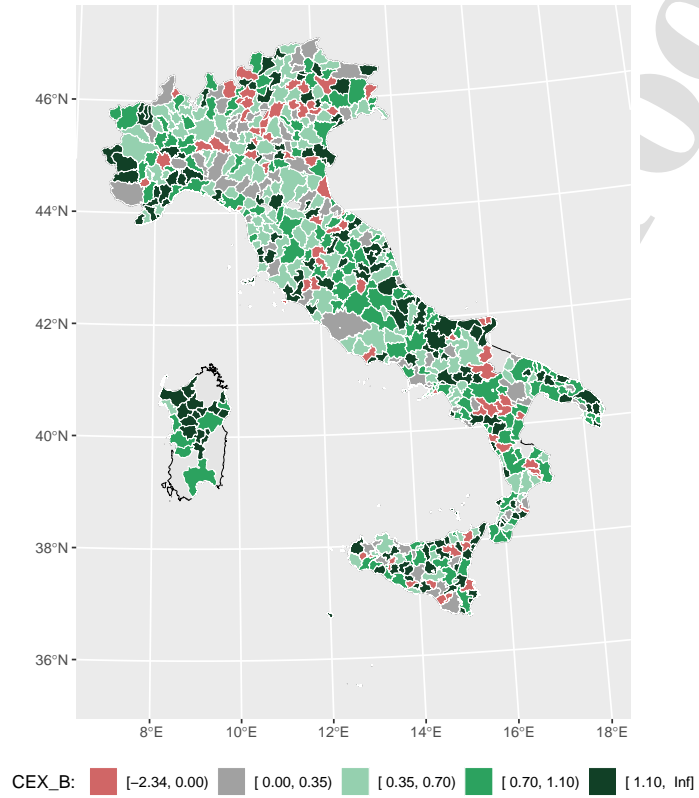 46°N
44°N
42°N
40°N
38°N
36°N
8°E 10°E 12°E 14°E 16°E 18°E
CEX_B: [−2.34, 0.00) [ 0.00, 0.35) [ 0.35, 0.70) [ 0.70, 1.10) [ 1.10, Inf]